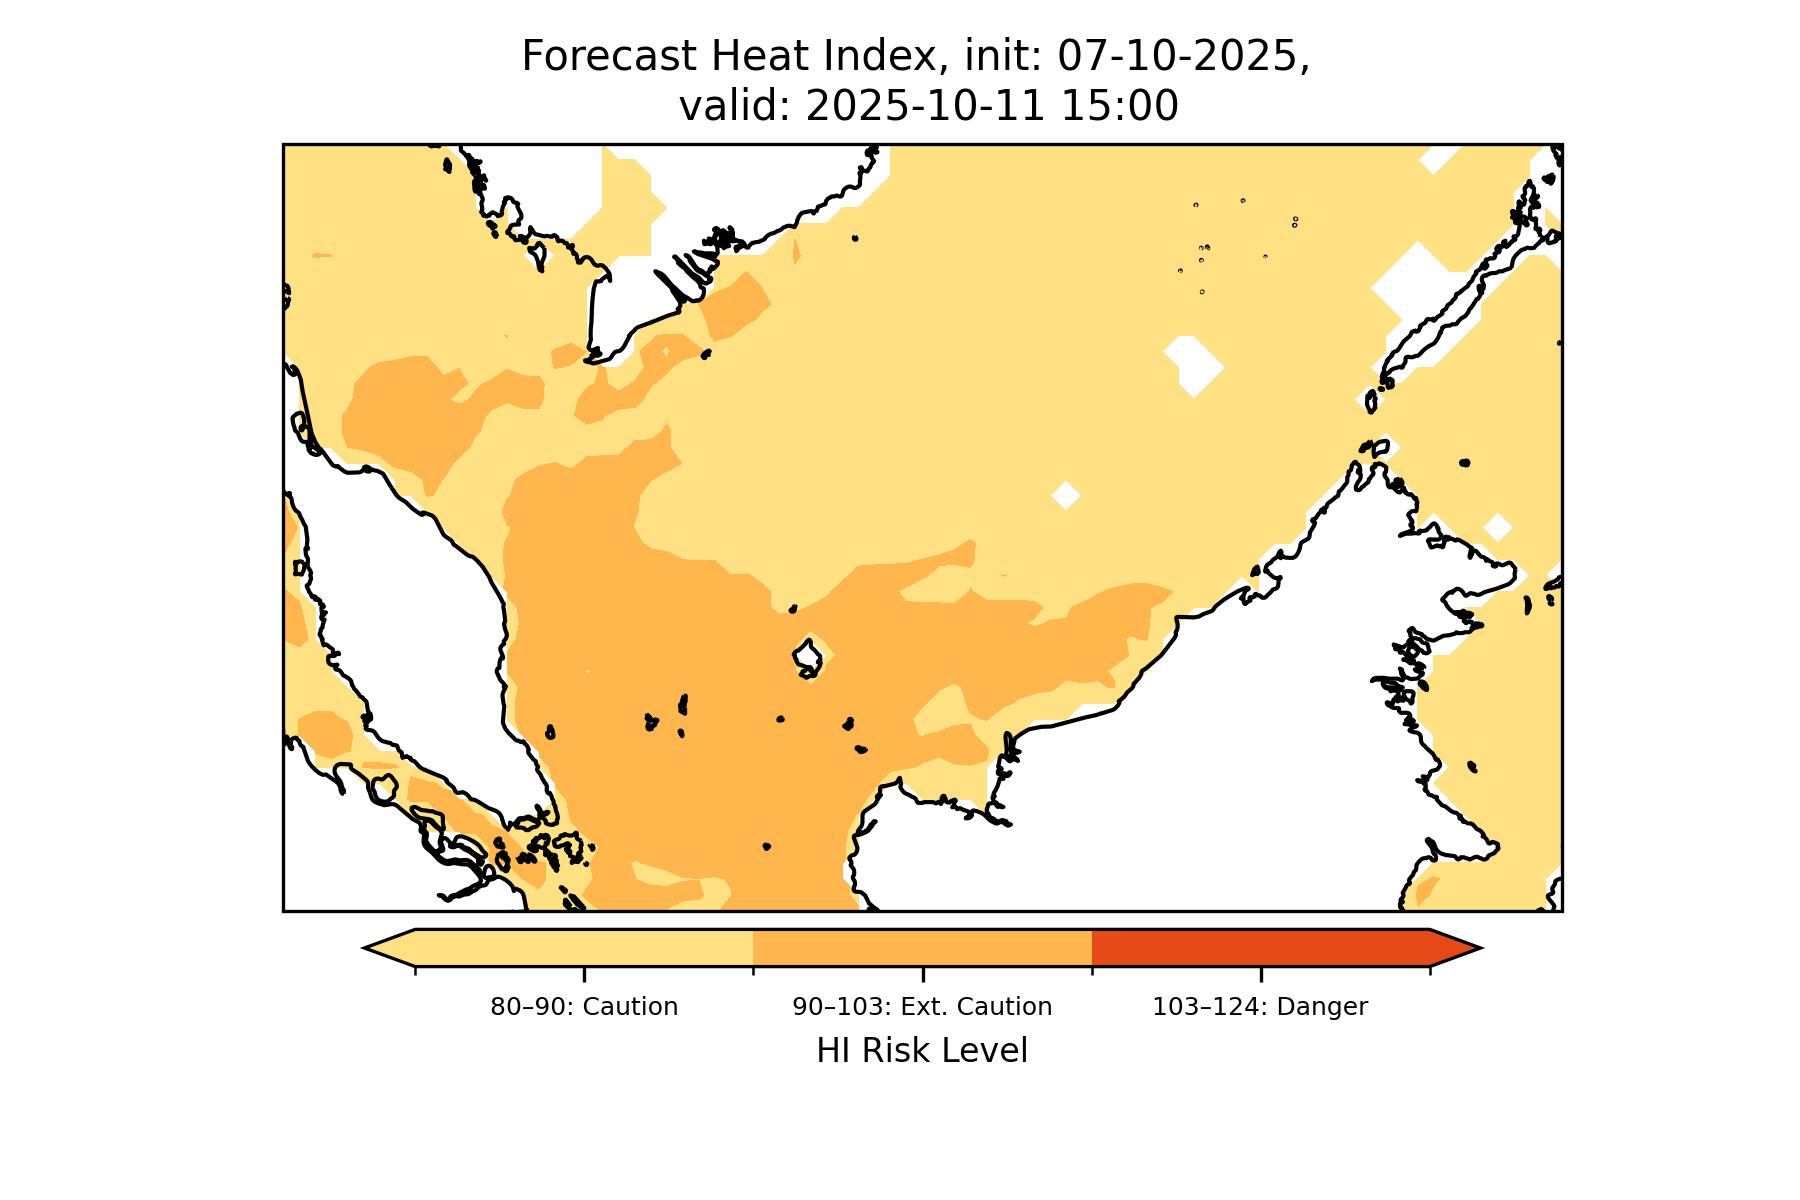 Forecast Heat Index, init: 07-10-2025,
valid: 2025-10-11 15:00
80–90: Caution
90–103: Ext. Caution
103–124: Danger
HI Risk Level